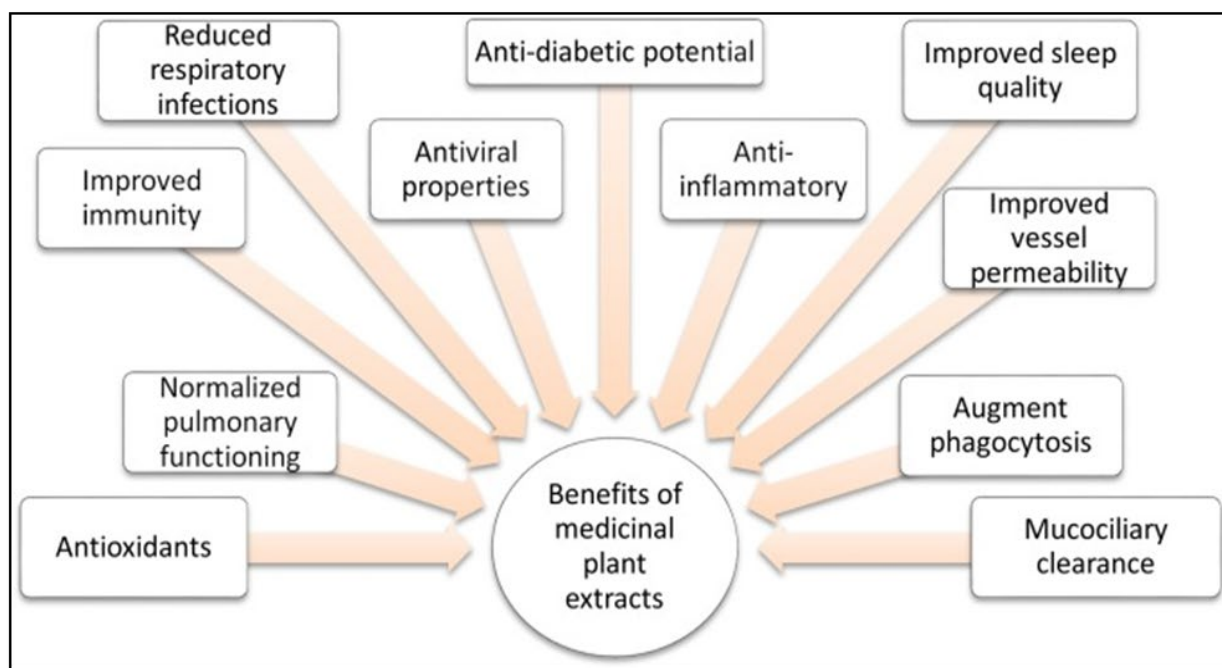 Reduced
respiratory
infections
Anti-diabetic potential
Improved sleep
quality
Improved
immunity
Antiviral
properties
Anti-
inflammatory
Improved
vessel
permeability
Normalized
pulmonary
functioning
Augment
phagocytosis
Antioxidants
Benefits of
medicinal
plant
extracts
Mucociliary
clearance